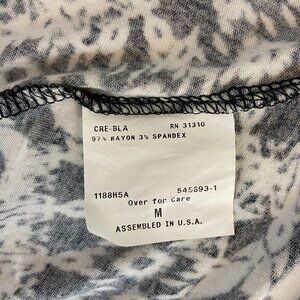 CRE-BLA RN 31310
97% RAYON 3% SPANDEX
1188H5A 545693-1
Over for care
M
ASSEMBLED IN U.S.A.